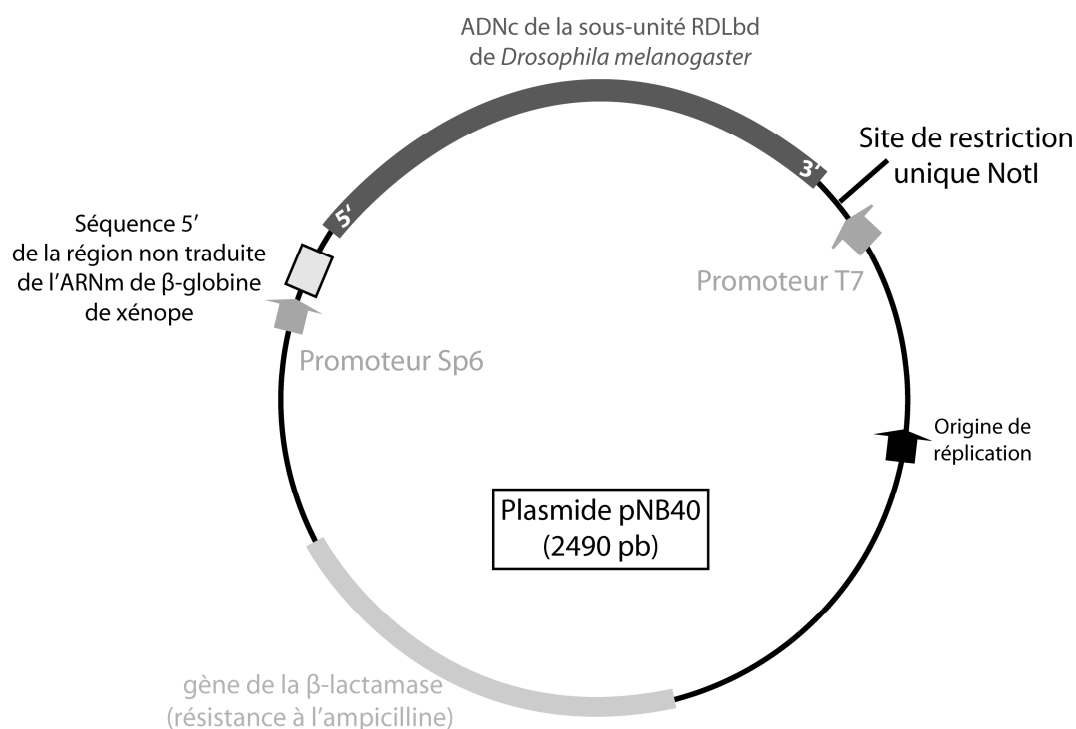 ADNc de la sous-unité RDLbd
de Drosophila melanogaster
Site de restriction
unique NotI
3'
5'
Séquence 5'
de la région non traduite
de l'ARNm de β-globine
de xénope
Promoteur T7
Promoteur Sp6
Origine de
réplication
Plasmide pNB40
(2490 pb)
gène de la β-lactamase
(résistance à l'ampicilline)